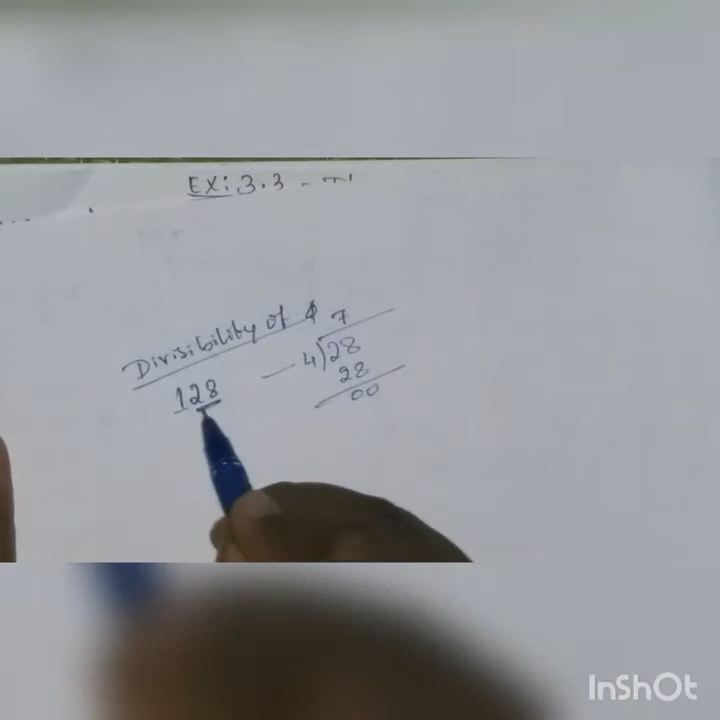 EX: 3.3 -
Divisibility of 4
128 — 4)28
7
28
00
InShOt